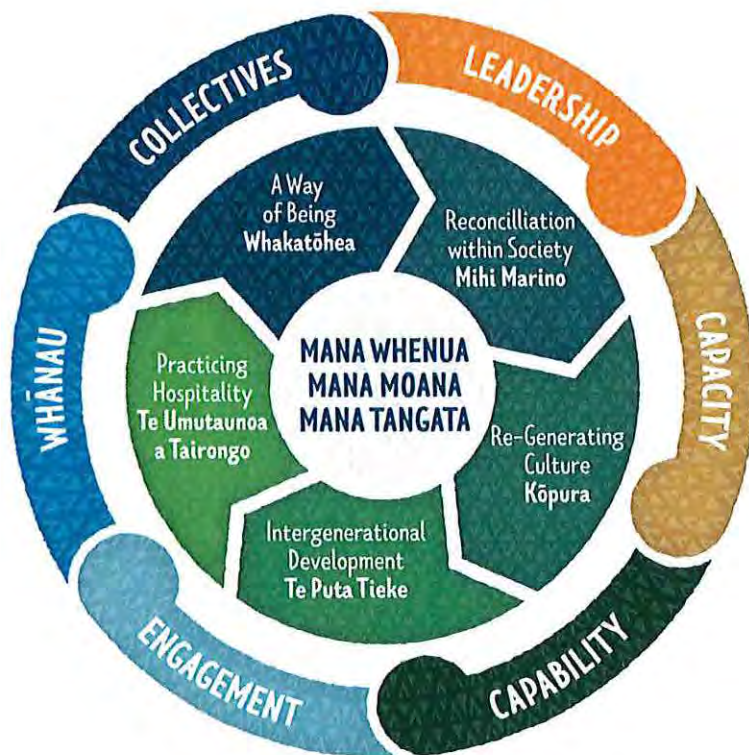 COLLECTIVES
LEADERSHIP
CAPACITY
CAPABILITY
ENGAGEMENT
WHĀNAU
A Way
of Being
Whakatōhea
Reconcilliation
within Society
Mihi Marino
Re-Generating
Culture
Kōpura
Intergenerational
Development
Te Puta Tieke
Practicing
Hospitality
Te Umutaunoa
a Tairongo
MANA WHENUA
MANA MOANA
MANA TANGATA